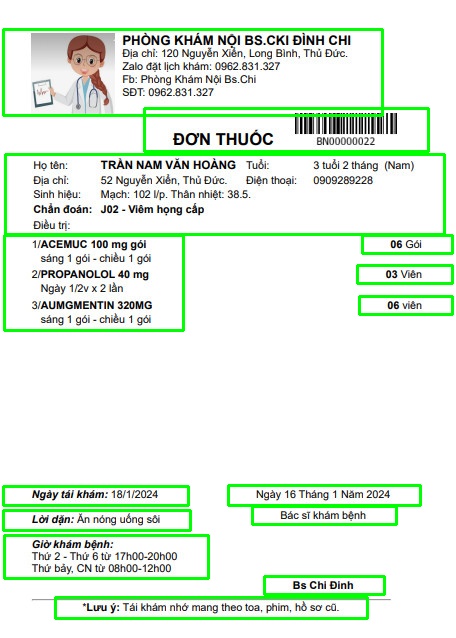 PHÒNG KHÁM NỘI BS.CKI ĐÌNH CHI
Địa chỉ: 120 Nguyễn Xiển, Long Bình, Thủ Đức.
Zalo đặt lịch khám: 0962.831.327
Fb: Phòng Khám Nội Bs.Chi
SĐT: 0962.831.327
ĐƠN THUỐC
BN00000022
Họ tên: TRẦN NAM VĂN HOÀNG Tuổi: 3 tuổi 2 tháng (Nam)
Địa chỉ: 52 Nguyễn Xiển, Thủ Đức. Điện thoại: 0909289228
Sinh hiệu: Mạch: 102 l/p. Thân nhiệt: 38.5.
Chẩn đoán: J02 - Viêm họng cấp
Điều trị:
1/ACEMUC 100 mg gói 06 Gói
sáng 1 gói - chiều 1 gói
2/PROPANOLOL 40 mg 03 Viên
Ngày 1/2v x 2 lần
3/AUMGMENTIN 320MG 06 viên
sáng 1 gói - chiều 1 gói
Ngày tái khám: 18/1/2024 Ngày 16 Tháng 1 Năm 2024
Lời dặn: Ăn nóng uống sôi Bác sĩ khám bệnh
Giờ khám bệnh:
Thứ 2 - Thứ 6 từ 17h00-20h00
Thứ bảy, CN từ 08h00-12h00
Bs Chi Đinh
*Lưu ý: Tái khám nhớ mang theo toa, phim, hồ sơ cũ.